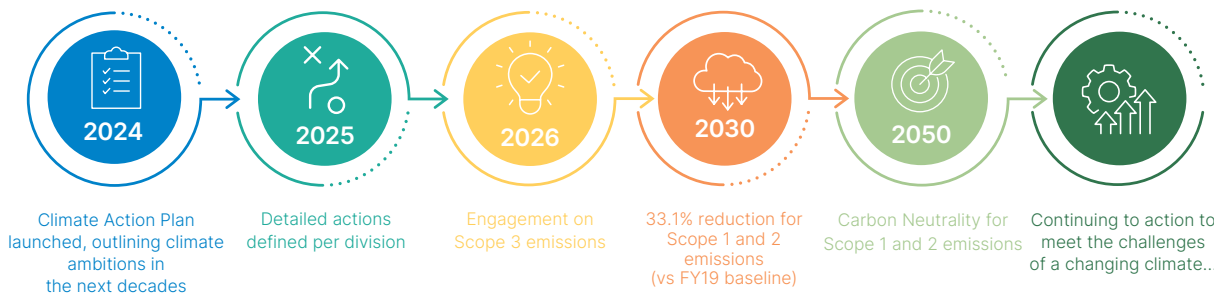 2024
Climate Action Plan
launched, outlining climate
ambitions in
the next decades
2025
Detailed actions
defined per division
2026
Engagement on
Scope 3 emissions
2030
33.1% reduction for
Scope 1 and 2
emissions
(vs FY19 baseline)
2050
Carbon Neutrality for
Scope 1 and 2 emissions
Continuing to action to
meet the challenges
of a changing climate...